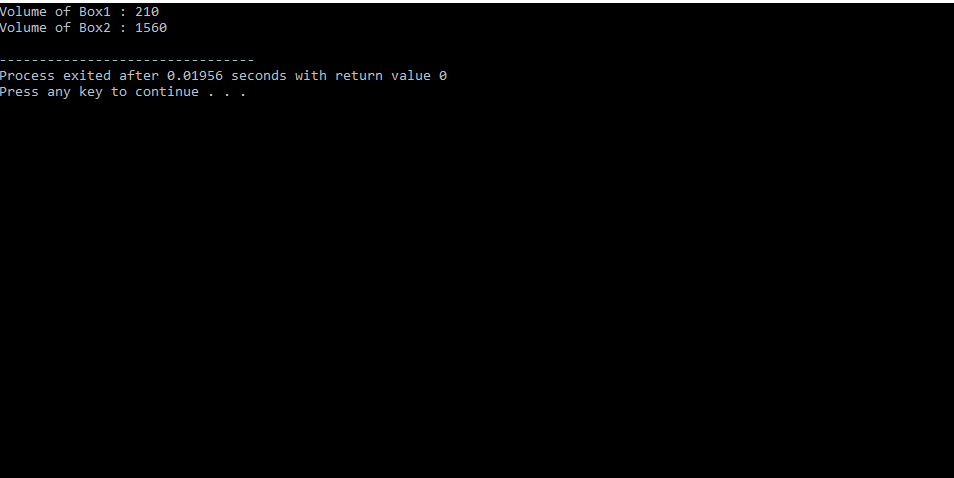 Volume of Box1 : 210
Volume of Box2 : 1560
--------------------------------
Process exited after 0.01956 seconds with return value 0
Press any key to continue . . .